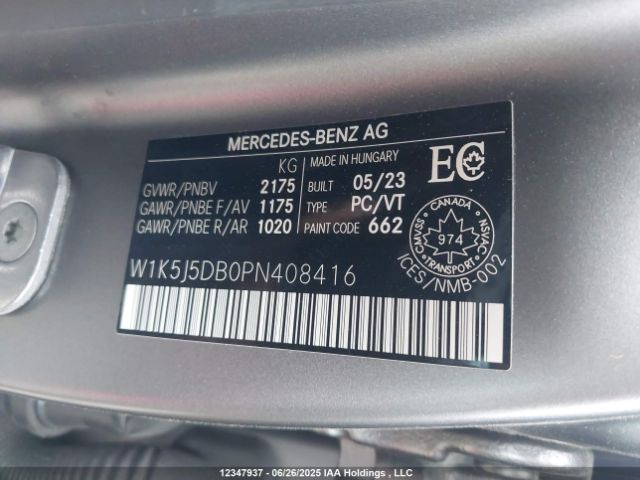 MERCEDES-BENZ AG
KG
MADE IN HUNGARY
GVWR/PNBV 2175
BUILT 05/23
GAWR/PNBE F/AV 1175
TYPE PC/VT
GAWR/PNBE R/AR 1020
PAINT CODE 662
EC
CANADA
CMVSS
974
NSVAC
TRANSPORT
ICES/NMB-002
W1K5J5DB0PN408416
12347937 - 06/26/2025 IAA Holdings , LLC